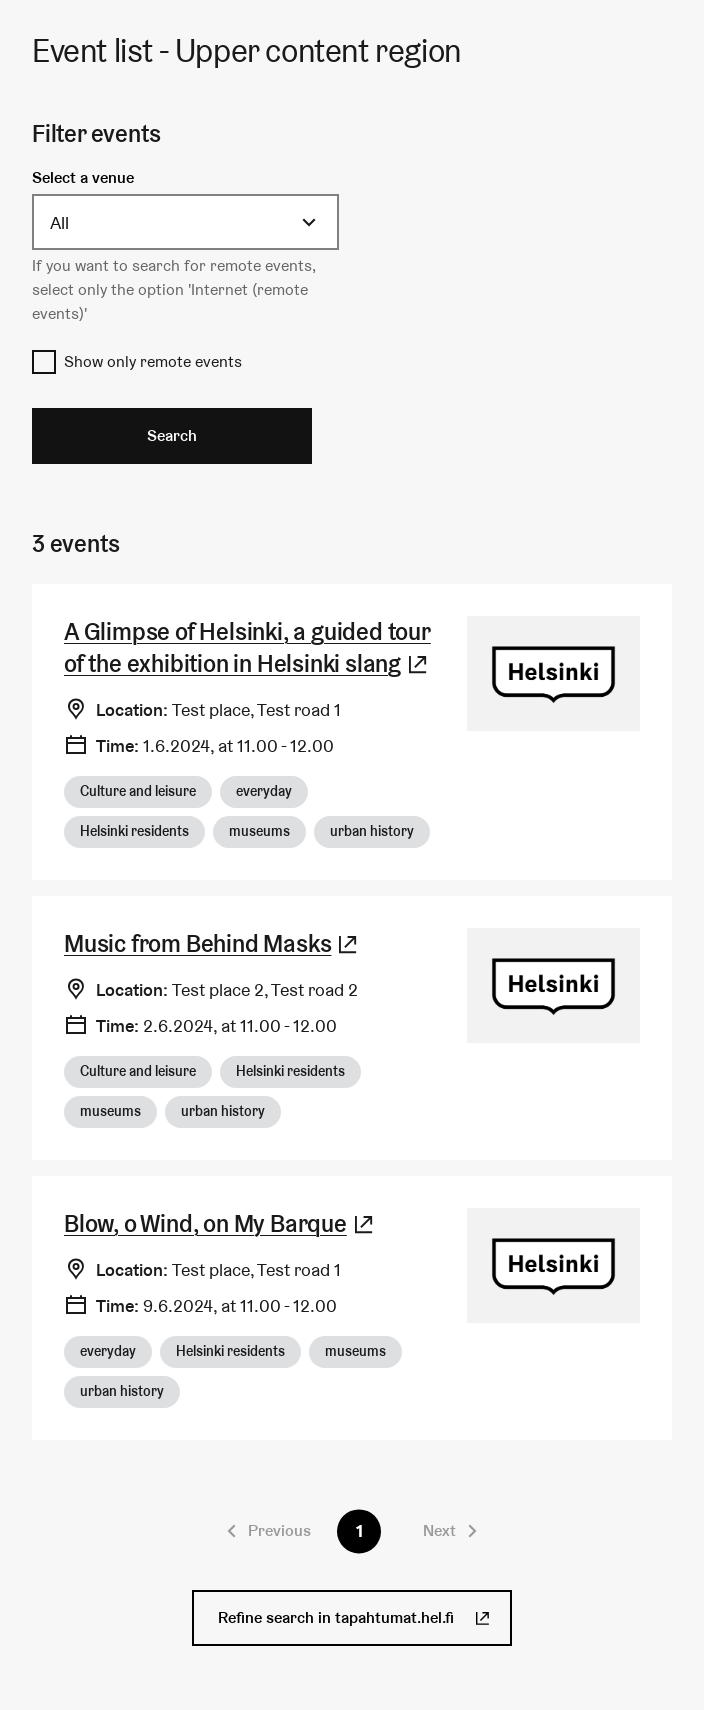 Event list - Upper content region
Filter events
Select a venue
All
If you want to search for remote events,
select only the option 'Internet (remote
events)'
Show only remote events
Search
3 events
A Glimpse of Helsinki, a guided tour
of the exhibition in Helsinki slang
Helsinki
Location: Test place, Test road 1
Time: 1.6.2024, at 11.00 - 12.00
Culture and leisure everyday
Helsinki residents museums urban history
Music from Behind Masks
Helsinki
Location: Test place 2, Test road 2
Time: 2.6.2024, at 11.00 - 12.00
Culture and leisure Helsinki residents
museums urban history
Blow, o Wind, on My Barque
Helsinki
Location: Test place, Test road 1
Time: 9.6.2024, at 11.00 - 12.00
everyday Helsinki residents museums
urban history
Previous 1 Next
Refine search in tapahtumat.hel.fi